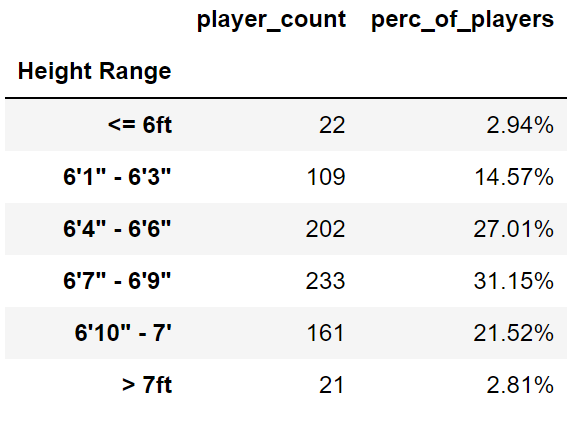 player_count perc_of_players
Height Range
<= 6ft 22 2.94%
6'1" - 6'3" 109 14.57%
6'4" - 6'6" 202 27.01%
6'7" - 6'9" 233 31.15%
6'10" - 7' 161 21.52%
> 7ft 21 2.81%